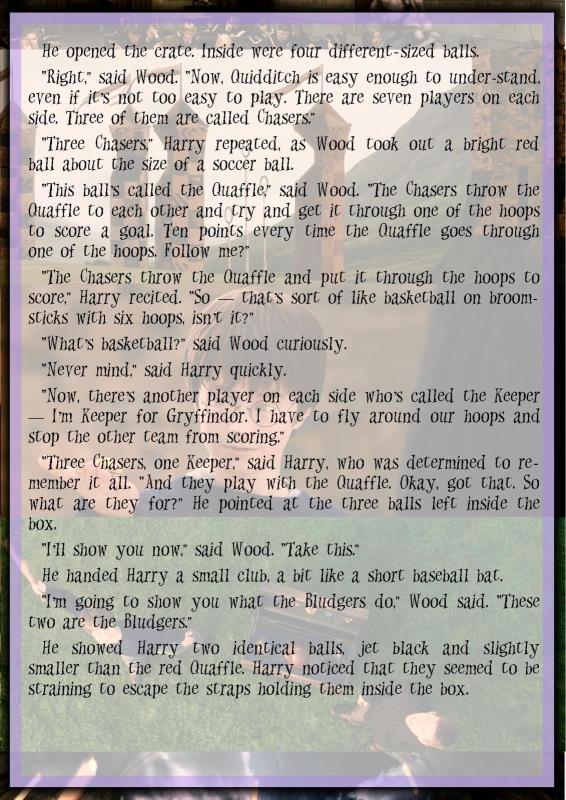 He opened the crate. Inside were four different-sized balls.
"Right," said Wood. "Now, Quidditch is easy enough to under-stand,
even if it's not too easy to play. There are seven players on each
side. Three of them are called Chasers."
"Three Chasers," Harry repeated, as Wood took out a bright red
ball about the size of a soccer ball.
"This ball's called the Quaffle," said Wood. "The Chasers throw the
Quaffle to each other and try and get it through one of the hoops
to score a goal. Ten points every time the Quaffle goes through
one of the hoops. Follow me?"
"The Chasers throw the Quaffle and put it through the hoops to
score," Harry recited. "So — that's sort of like basketball on broom-
sticks with six hoops, isn't it?"
"What's basketball?" said Wood curiously.
"Never mind," said Harry quickly.
"Now, there's another player on each side who's called the Keeper
— I'm Keeper for Gryffindor. I have to fly around our hoops and
stop the other team from scoring."
"Three Chasers, one Keeper," said Harry, who was determined to re-
member it all. "And they play with the Quaffle. Okay, got that. So
what are they for?" He pointed at the three balls left inside the
box.
"I'll show you now," said Wood. "Take this."
He handed Harry a small club, a bit like a short baseball bat.
"I'm going to show you what the Bludgers do," Wood said. "These
two are the Bludgers."
He showed Harry two identical balls, jet black and slightly
smaller than the red Quaffle. Harry noticed that they seemed to be
straining to escape the straps holding them inside the box.